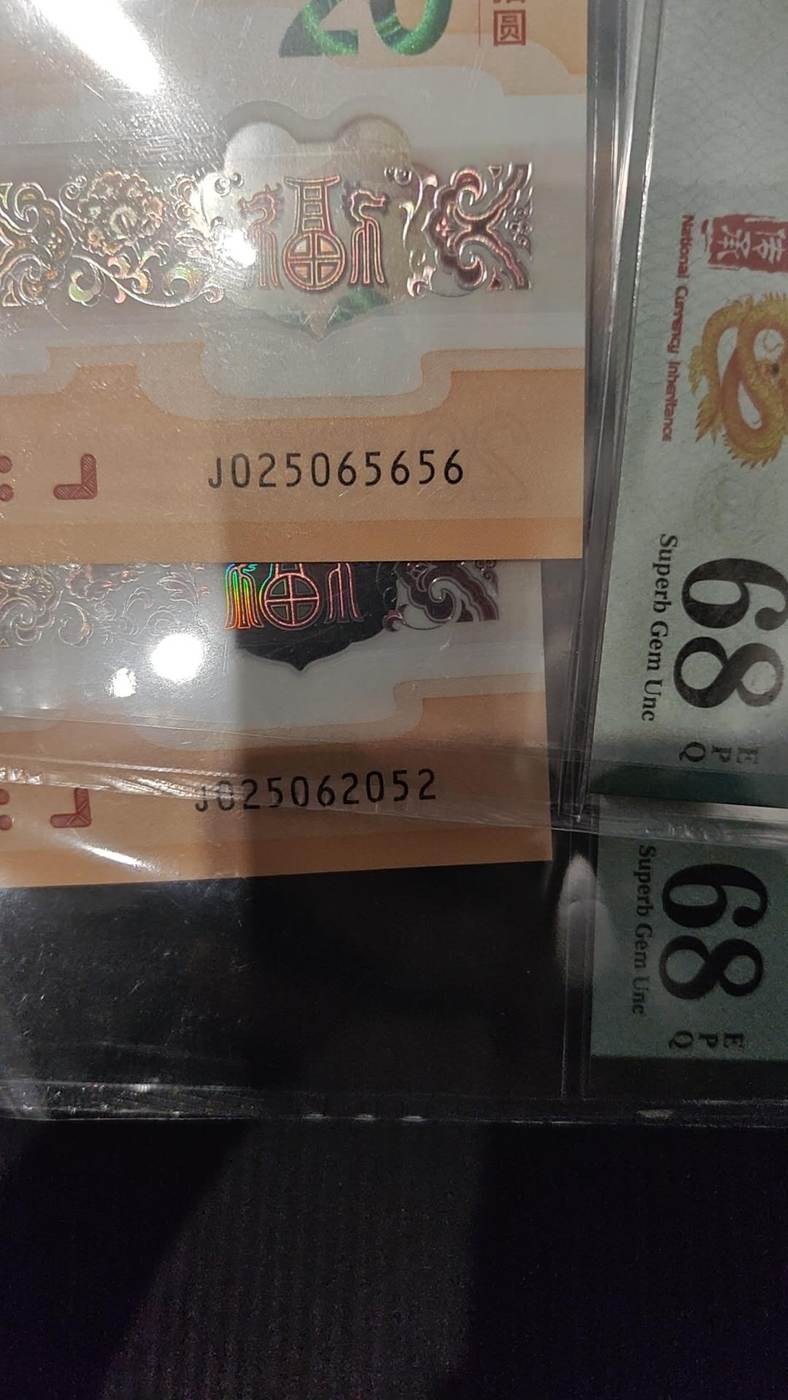 20
拾圆
福
J025065656
福
J025062052
National Currency Inheritance
68
EPQ
Superb Gem Unc
68
EPQ
Superb Gem Unc